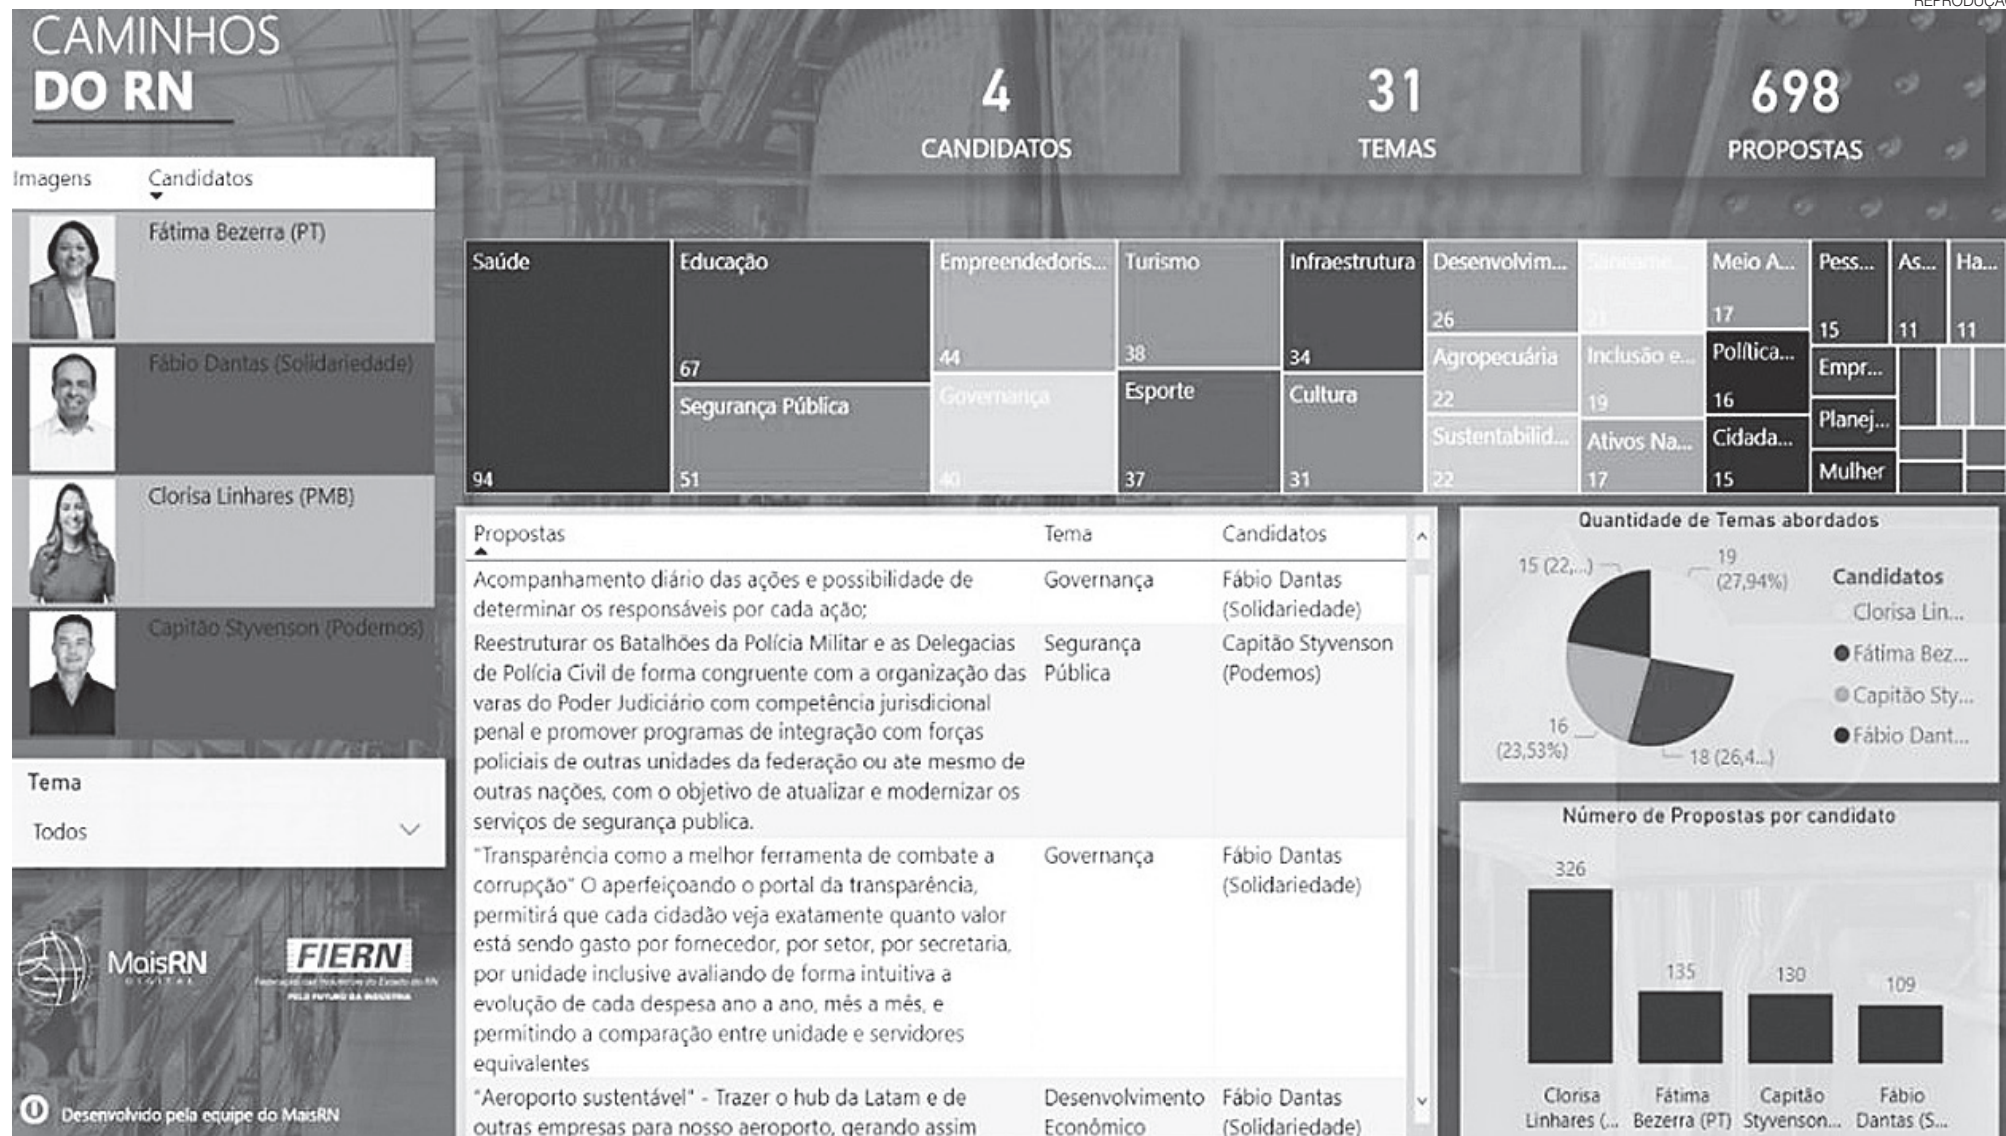 REPRODUÇÃO
CAMINHOS
DO RN
4
CANDIDATOS
31
TEMAS
698
PROPOSTAS
Imagens
Candidatos
Fátima Bezerra (PT)
Fábio Dantas (Solidariedade)
Clorisa Linhares (PMB)
Capitão Styvenson (Podemos)
Tema
Todos
MaisRN
DIGITAL
FIERN
PELO FUTURO DA INDÚSTRIA
Desenvolvido pela equipe do MaisRN
Saúde
94
Educação
67
Segurança Pública
51
Empreendedoris...
44
Governança
40
Turismo
38
Esporte
37
Infraestrutura
34
Cultura
31
Desenvolvim...
26
Agropecuária
22
Sustentabilid...
22
Saneame...
21
Inclusão e...
19
Ativos Na...
17
Meio A...
17
Política...
16
Cidada...
15
Pess...
15
Empr...
Planej...
Mulher
As...
11
Ha...
11
Propostas
Tema
Candidatos
Acompanhamento diário das ações e possibilidade de
determinar os responsáveis por cada ação;
Governança
Fábio Dantas
(Solidariedade)
Reestruturar os Batalhões da Polícia Militar e as Delegacias
de Polícia Civil de forma congruente com a organização das
varas do Poder Judiciário com competência jurisdicional
penal e promover programas de integração com forças
policiais de outras unidades da federação ou ate mesmo de
outras nações, com o objetivo de atualizar e modernizar os
serviços de segurança publica.
Segurança
Pública
Capitão Styvenson
(Podemos)
"Transparência como a melhor ferramenta de combate a
corrupção" O aperfeiçoando o portal da transparência,
permitirá que cada cidadão veja exatamente quanto valor
está sendo gasto por fornecedor, por setor, por secretaria,
por unidade inclusive avaliando de forma intuitiva a
evolução de cada despesa ano a ano, mês a mês, e
permitindo a comparação entre unidade e servidores
equivalentes
Governança
Fábio Dantas
(Solidariedade)
"Aeroporto sustentável" - Trazer o hub da Latam e de
outras empresas para nosso aeroporto, gerando assim
Desenvolvimento
Econômico
Fábio Dantas
(Solidariedade)
Quantidade de Temas abordados
15 (22,...)
19
(27,94%)
16
(23,53%)
18 (26,4...)
Candidatos
Clorisa Lin...
Fátima Bez...
Capitão Sty...
Fábio Dant...
Número de Propostas por candidato
326
135
130
109
Clorisa
Linhares (...
Fátima
Bezerra (PT)
Capitão
Styvenson...
Fábio
Dantas (S...